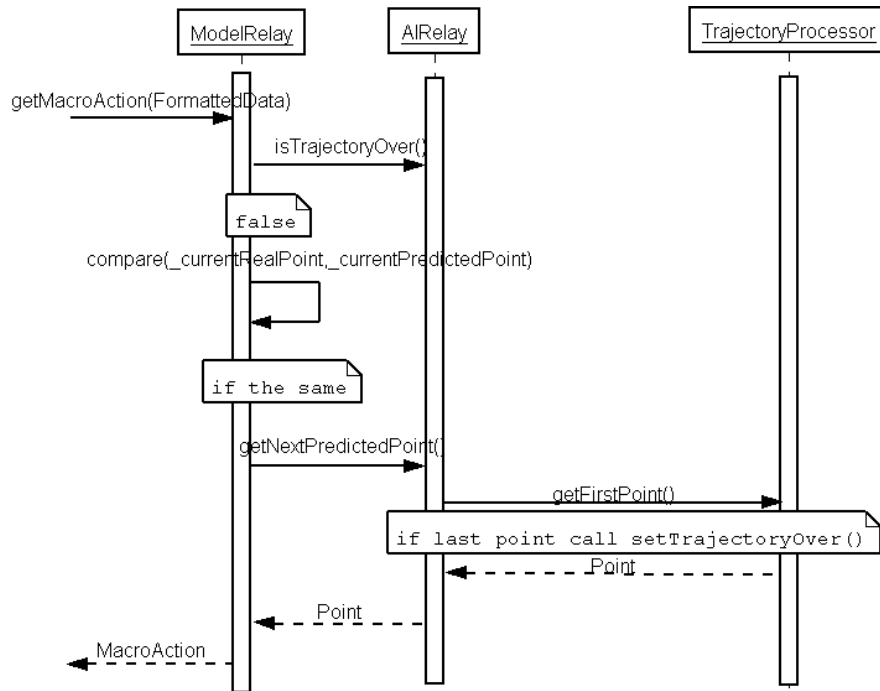 ModelRelay
AIRelay
TrajectoryProcessor
getMacroAction(FormattedData)
isTrajectoryOver()
false
compare(_currentRealPoint,_currentPredictedPoint)
if the same
getNextPredictedPoint()
getFirstPoint()
if last point call setTrajectoryOver()
Point
Point
MacroAction